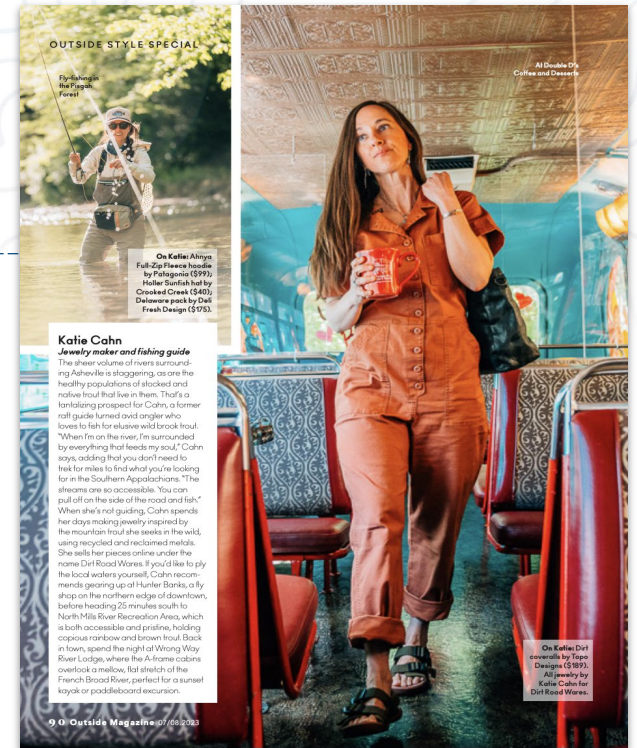 OUTSIDE STYLE SPECIAL
Fly-fishing in
the Pisgah
Forest
At Double D's
Coffee and Desserts
On Katie: Ahnya
Full-Zip Fleece hoodie
by Patagonia ($99);
Holler Sunfish hat by
Crooked Creek ($40);
Delaware pack by Deli
Fresh Design ($175).
Katie Cahn
Jewelry maker and fishing guide
The sheer volume of rivers surround-
ing Asheville is staggering, as are the
healthy populations of stocked and
native trout that live in them. That's a
tantalizing prospect for Cahn, a former
raft guide turned avid angler who
loves to fish for elusive wild brook trout.
"When I'm on the river, I'm surrounded
by everything that feeds my soul," Cahn
says, adding that you don't need to
trek for miles to find what you're looking
for in the Southern Appalachians. "The
streams are so accessible. You can
pull off on the side of the road and fish."
When she's not guiding, Cahn spends
her days making jewelry inspired by
the mountain trout she seeks in the wild,
using recycled and reclaimed metals.
She sells her pieces online under the
name Dirt Road Wares. If you'd like to ply
the local waters yourself, Cahn recom-
mends gearing up at Hunter Banks, a fly
shop on the northern edge of downtown,
before heading 25 minutes south to
North Mills River Recreation Area, which
is both accessible and pristine, holding
copious rainbow and brown trout. Back
in town, spend the night at Wrong Way
River Lodge, where the A-frame cabins
overlook a mellow, flat stretch of the
French Broad River, perfect for a sunset
kayak or paddleboard excursion.
On Katie: Dirt
coveralls by Topo
Designs ($189).
All jewelry by
Katie Cahn for
Dirt Road Wares.
90 Outside Magazine 07/08.2023